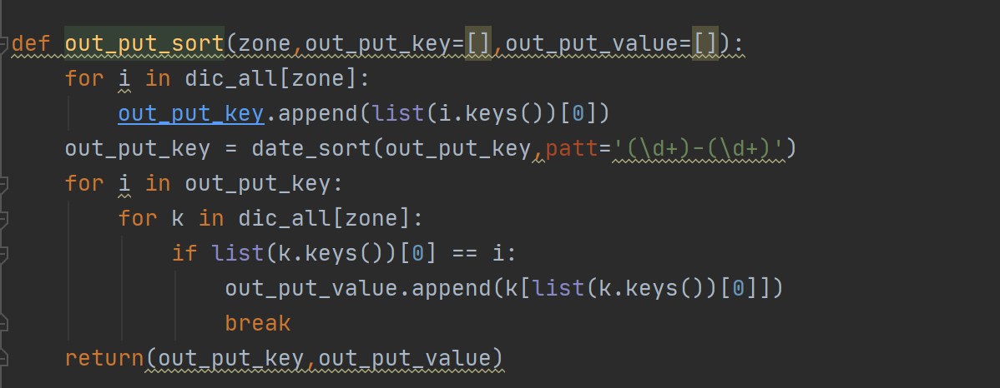 def out_put_sort(zone,out_put_key=[],out_put_value=[]):
    for i in dic_all[zone]:
        out_put_key.append(list(i.keys())[0])
    out_put_key = date_sort(out_put_key,patt='(\d+)-(\d+)')
    for i in out_put_key:
        for k in dic_all[zone]:
            if list(k.keys())[0] == i:
                out_put_value.append(k[list(k.keys())[0]])
                break
    return(out_put_key,out_put_value)